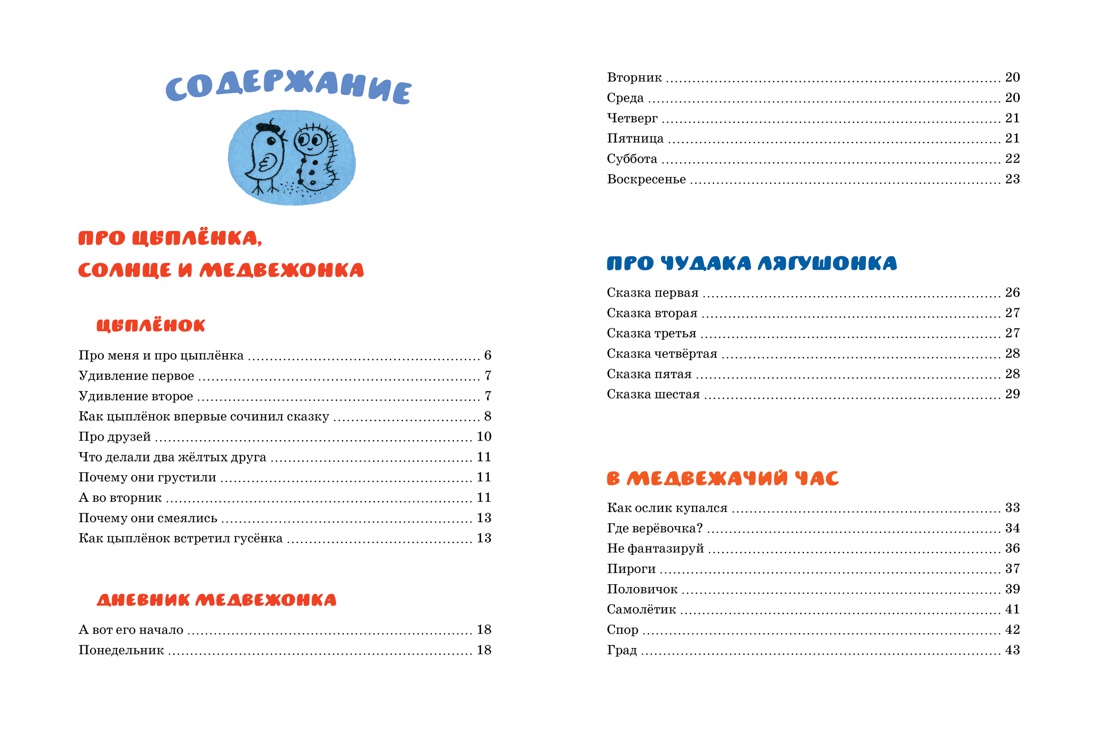 СОДЕРЖАНИЕ
ПРО ЦЫПЛЁНКА,
СОЛНЦЕ И МЕДВЕЖОНКА
ЦЫПЛЁНОК
Про меня и про цыплёнка 6
Удивление первое 7
Удивление второе 7
Как цыплёнок впервые сочинил сказку 8
Про друзей 10
Что делали два жёлтых друга 11
Почему они грустили 11
А во вторник 11
Почему они смеялись 13
Как цыплёнок встретил гусёнка 13
ДНЕВНИК МЕДВЕЖОНКА
А вот его начало 18
Понедельник 18
Вторник 20
Среда 20
Четверг 21
Пятница 21
Суббота 22
Воскресенье 23
ПРО ЧУДАКА ЛЯГУШОНКА
Сказка первая 26
Сказка вторая 27
Сказка третья 27
Сказка четвёртая 28
Сказка пятая 28
Сказка шестая 29
В МЕДВЕЖАЧИЙ ЧАС
Как ослик купался 33
Где верёвочка? 34
Не фантазируй 36
Пироги 37
Половичок 39
Самолётик 41
Спор 42
Град 43